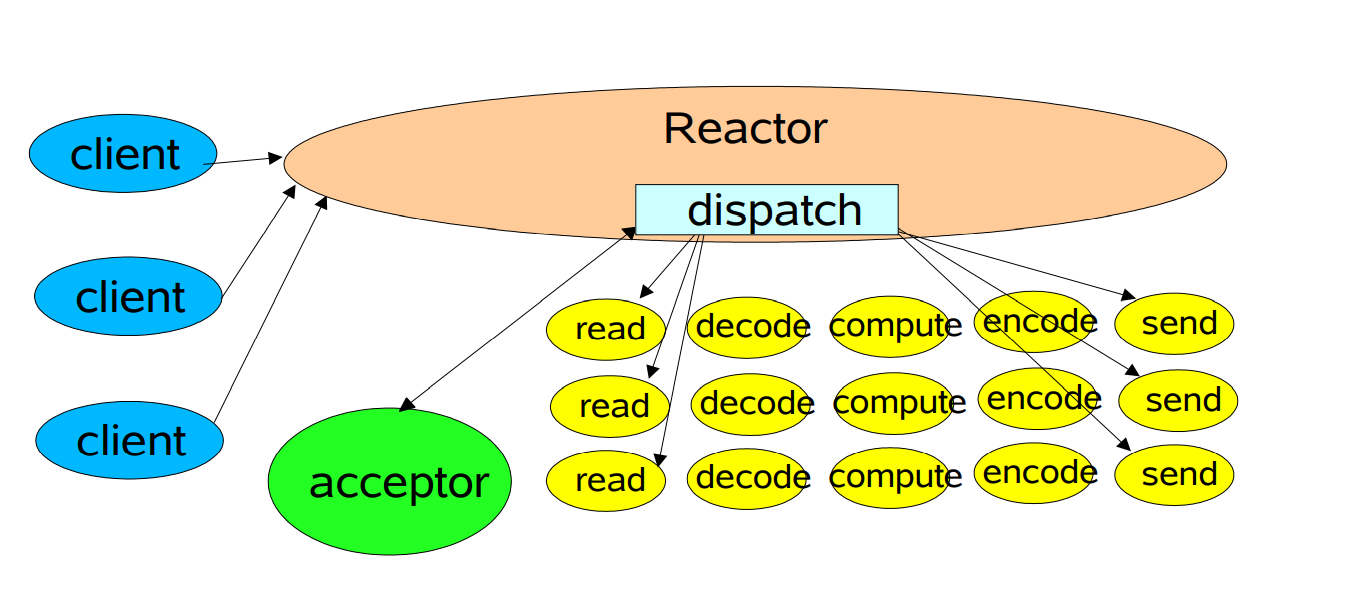 Reactor
client
dispatch
client
read decode compute encode send
read decode compute encode send
client
acceptor
read decode compute encode send